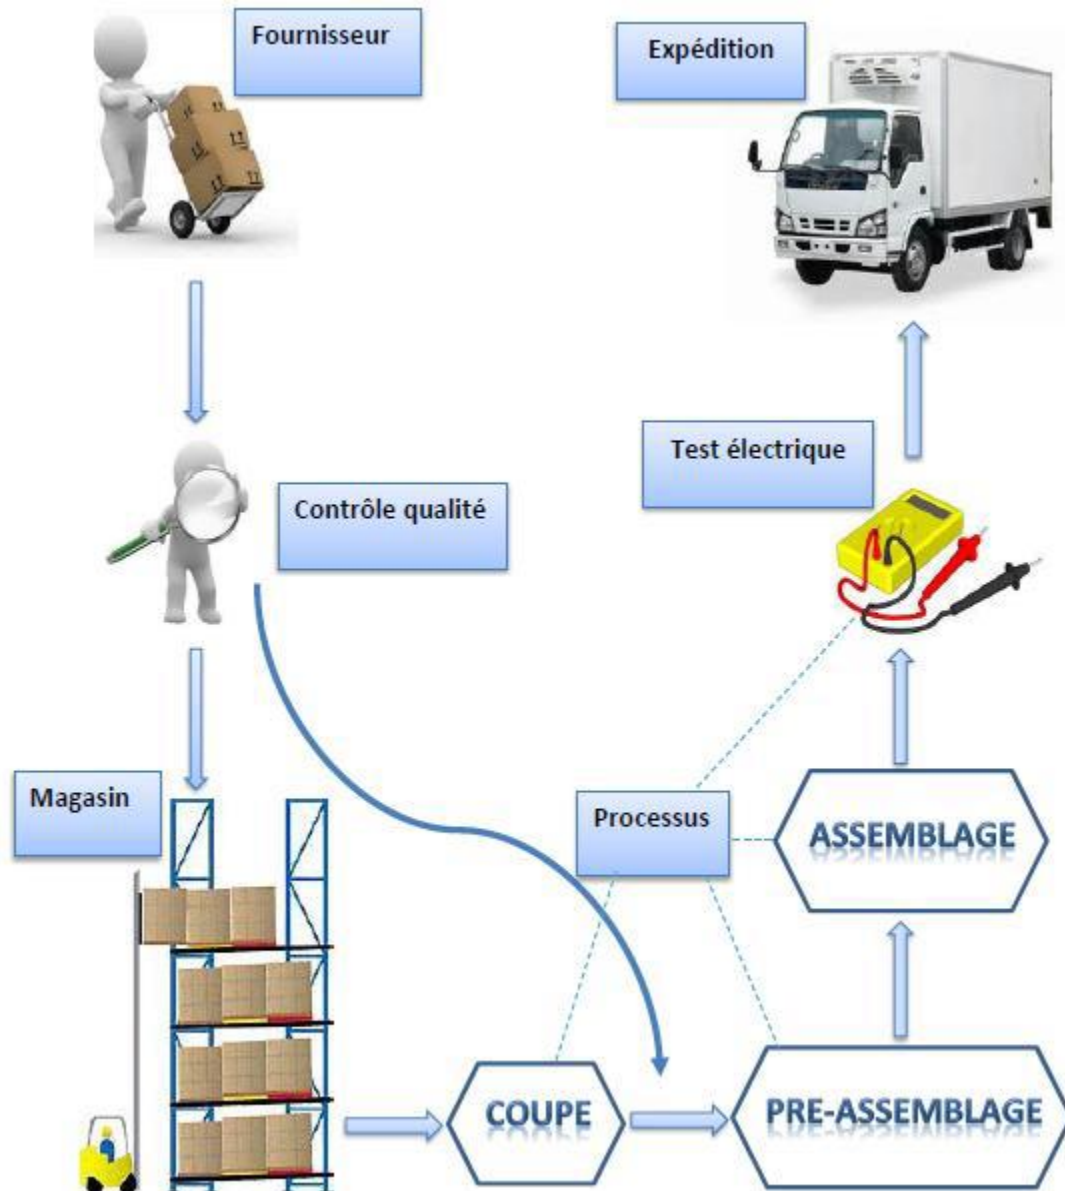 Fournisseur
Expédition
Test électrique
Contrôle qualité
Magasin
Processus
ASSEMBLAGE
COUPE
PRE-ASSEMBLAGE